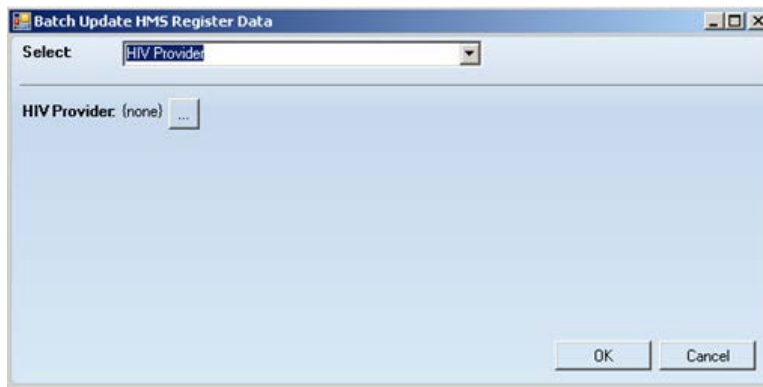 Batch Update HMS Register Data
Select: HIV Provider
HIV Provider: (none) ...
OK Cancel